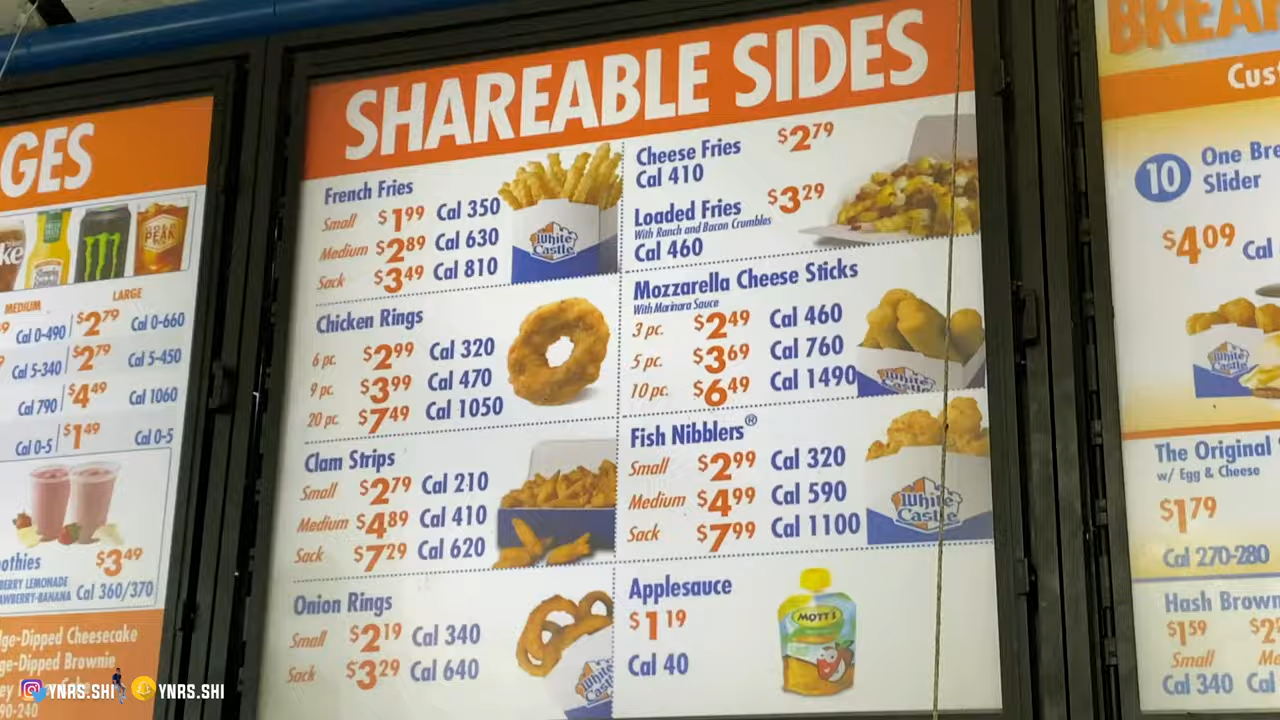 GES
MEDIUM LARGE
Cal 0-490 $2.79 Cal 0-660
Cal 5-340 $2.79 Cal 5-450
Cal 790 $4.49 Cal 1060
Cal 0-5 $1.49 Cal 0-5
$3.49
Cal 360/370
SHAREABLE SIDES
French Fries
Small $1.99 Cal 350
Medium $2.89 Cal 630
Sack $3.49 Cal 810
White Castle
Chicken Rings
6 pc. $2.99 Cal 320
9 pc. $3.99 Cal 470
20 pc. $7.49 Cal 1050
Clam Strips
Small $2.79 Cal 210
Medium $4.89 Cal 410
Sack $7.29 Cal 620
Onion Rings
Small $2.19 Cal 340
Sack $3.29 Cal 640
White Castle
Cheese Fries $2.79
Cal 410
Loaded Fries $3.29
With Ranch and Bacon Crumbles
Cal 460
Mozzarella Cheese Sticks
With Marinara Sauce
3 pc. $2.49 Cal 460
5 pc. $3.69 Cal 760
10 pc. $6.49 Cal 1490
White Castle
Fish Nibblers®
Small $2.99 Cal 320
Medium $4.99 Cal 590
Sack $7.99 Cal 1100
White Castle
Applesauce
$1.19
Cal 40
MOTT'S
10 One
Slider
$4.09 Cal
White Castle
The Original
w/ Egg & Cheese
$1.79
Cal 270-280
Hash
$1.59
Small
Cal 340 Cal
YNRS.SHI YNRS.SHI